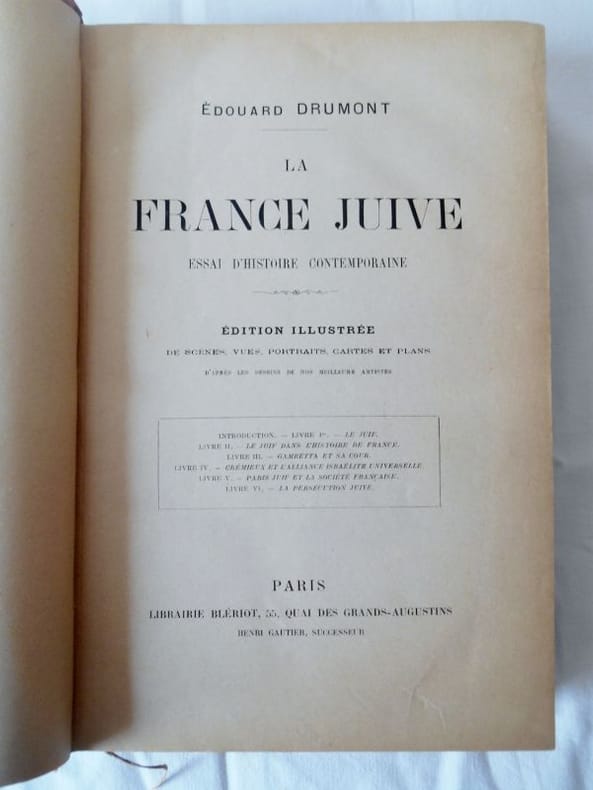 ÉDOUARD DRUMONT
LA
FRANCE JUIVE
ESSAI D'HISTOIRE CONTEMPORAINE
ÉDITION ILLUSTRÉE
DE SCÈNES, VUES, PORTRAITS, CARTES ET PLANS
D'APRÈS LES DESSINS DE NOS MEILLEURS ARTISTES
INTRODUCTION. — LIVRE Ier. — LE JUIF.
LIVRE II. — LE JUIF DANS L'HISTOIRE DE FRANCE.
LIVRE III. — GAMBETTA ET SA COUR.
LIVRE IV. — CRÉMIEUX ET L'ALLIANCE ISRAÉLITE UNIVERSELLE.
LIVRE V. — PARIS JUIF ET LA SOCIÉTÉ FRANÇAISE.
LIVRE VI. — LA PERSÉCUTION JUIVE.
PARIS
LIBRAIRIE BLÉRIOT, 55, QUAI DES GRANDS-AUGUSTINS
HENRI GAUTIER, SUCCESSEUR